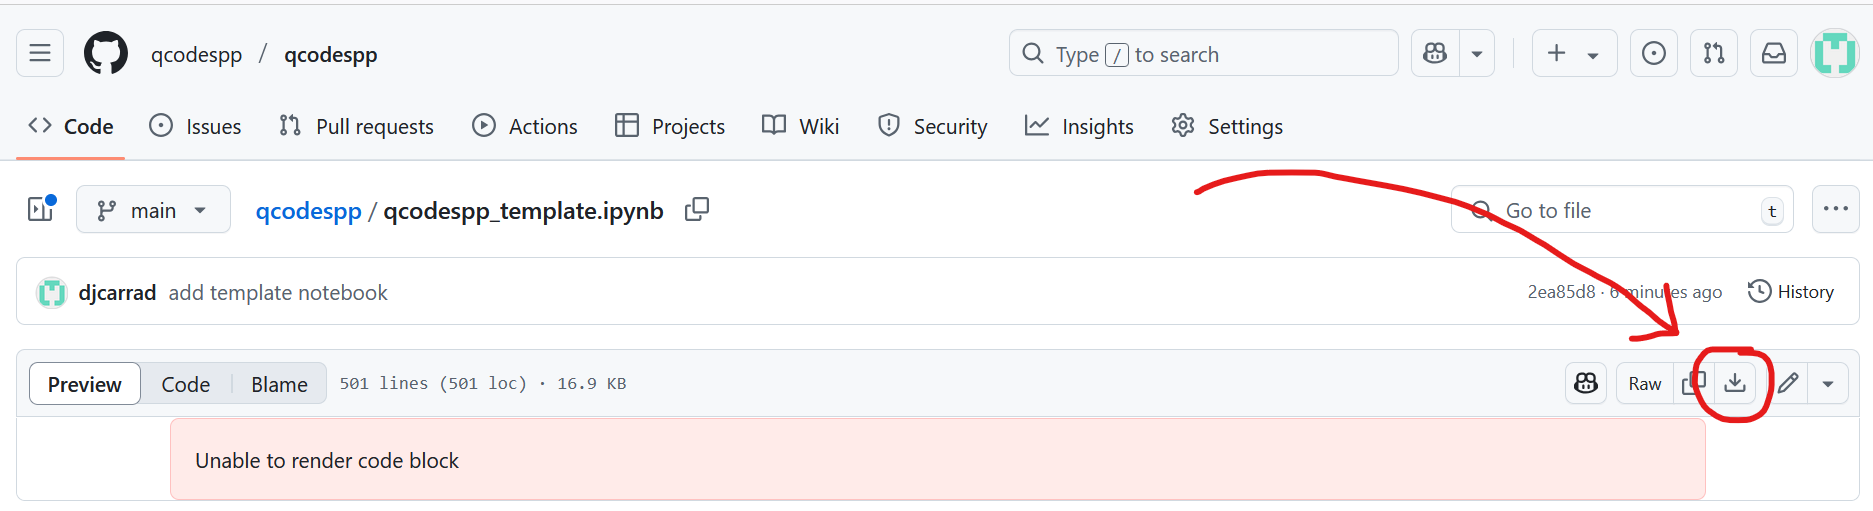 qcodespp / qcodespp
Type / to search
Code Issues Pull requests Actions Projects Wiki Security Insights Settings
main qcodespp / qcodespp_template.ipynb
Go to file t
djcarrad add template notebook
2ea85d8 · 6 minutes ago History
Preview Code Blame 501 lines (501 loc) · 16.9 KB
Raw
Unable to render code block